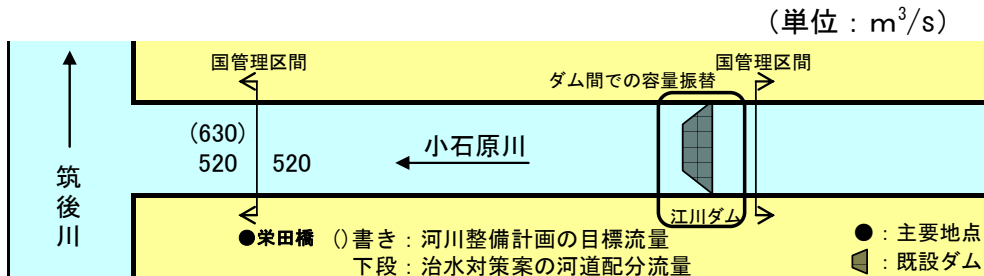 (単位：m³/s)
国管理区間
国管理区間
ダム間での容量振替
(630)
520
520
小石原川
筑後川
江川ダム
●栄田橋
()書き：河川整備計画の目標流量
下段：治水対策案の河道配分流量
●：主要地点
：既設ダム